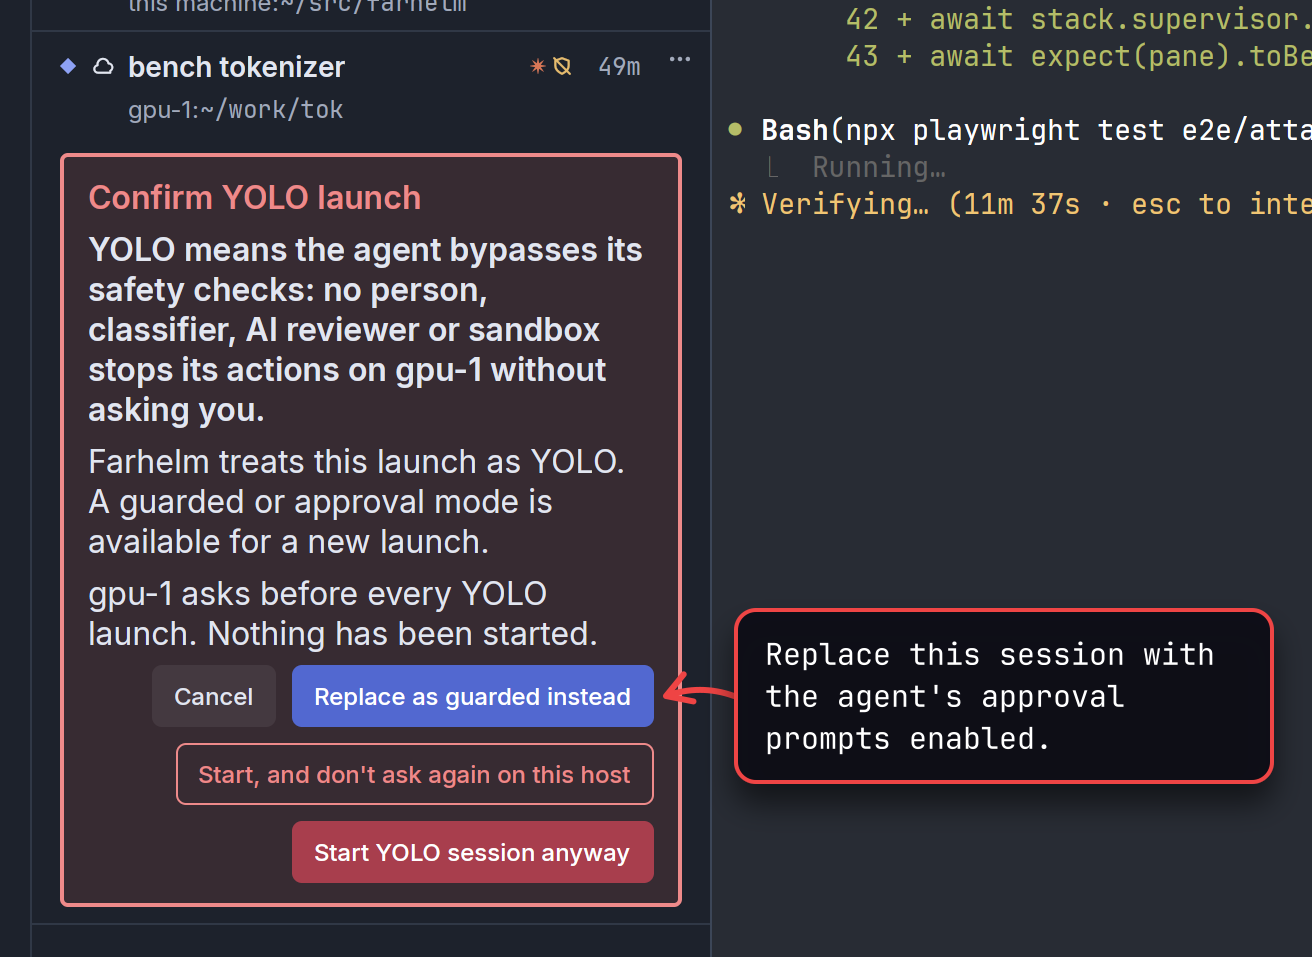 this machine:~/src/farhelm
bench tokenizer
49m
gpu-1:~/work/tok
Confirm YOLO launch
YOLO means the agent bypasses its
safety checks: no person,
classifier, AI reviewer or sandbox
stops its actions on gpu-1 without
asking you.
Farhelm treats this launch as YOLO.
A guarded or approval mode is
available for a new launch.
gpu-1 asks before every YOLO
launch. Nothing has been started.
Cancel
Replace as guarded instead
Start, and don't ask again on this host
Start YOLO session anyway
42 + await stack.supervisor.
43 + await expect(pane).toBe
Bash(npx playwright test e2e/atta
Running…
Verifying… (11m 37s · esc to inte
Replace this session with
the agent's approval
prompts enabled.